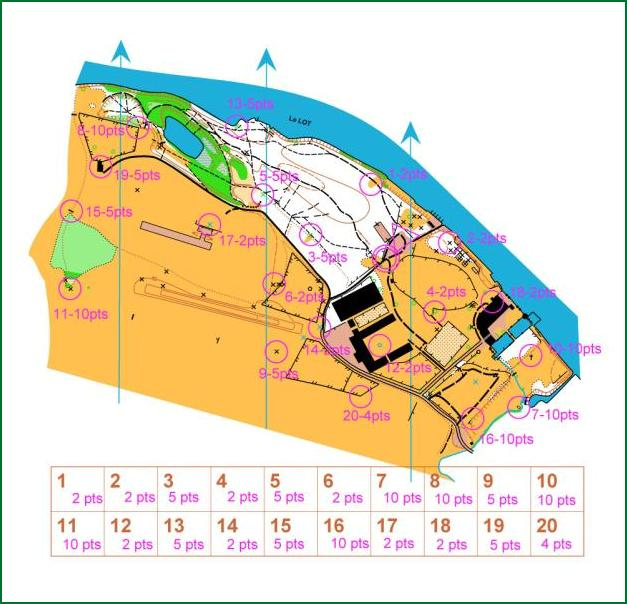 13-5pts
Le LOT
8-10pts
19-5pts
5-5pts
1-2pts
15-5pts
17-2pts
3-5pts
2-2pts
11-10pts
6-2pts
4-2pts
18-2pts
14-2pts
9-5pts
12-2pts
10-10pts
20-4pts
7-10pts
16-10pts
1 2 3 4 5 6 7 8 9 10
2 pts 2 pts 5 pts 2 pts 5 pts 2 pts 10 pts 10 pts 5 pts 10 pts
11 12 13 14 15 16 17 18 19 20
10 pts 2 pts 5 pts 2 pts 5 pts 10 pts 2 pts 2 pts 5 pts 4 pts